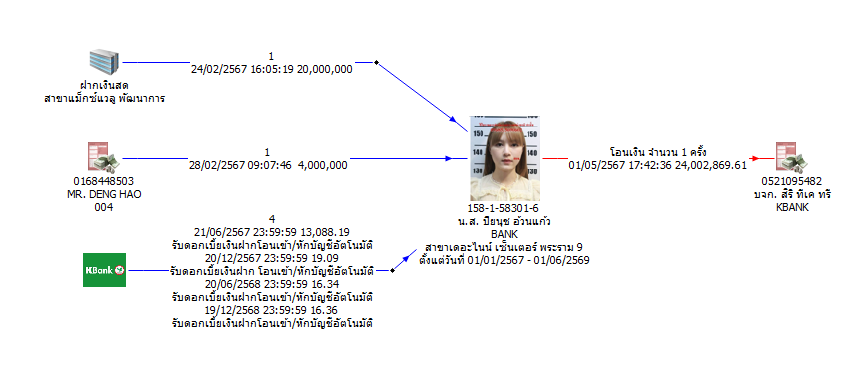 1
24/02/2567 16:05:19 20,000,000
ฝากเงินสด
สาขาแม็กซ์แวลู พัฒนาการ
1
28/02/2567 09:07:46 4,000,000
0168448503
MR. DENG HAO
004
4
21/06/2567 23:59:59 13,088.19
รับดอกเบี้ยเงินฝากโอนเข้า/หักบัญชีอัตโนมัติ
20/12/2567 23:59:59 19.09
รับดอกเบี้ยเงินฝาก โอนเข้า/หักบัญชีอัตโนมัติ
20/06/2568 23:59:59 16.34
รับดอกเบี้ยเงินฝากโอนเข้า/หักบัญชีอัตโนมัติ
19/12/2568 23:59:59 16.36
รับดอกเบี้ยเงินฝากโอนเข้า/หักบัญชีอัตโนมัติ
KBank
150
150
140
140
130
130
158-1-58301-6
น.ส. ปิยนุช อ้วนแก้ว
BANK
สาขาเดอะไนน์ เซ็นเตอร์ พระราม 9
ตั้งแต่วันที่ 01/01/2567 - 01/06/2569
โอนเงิน จำนวน 1 ครั้ง
01/05/2567 17:42:36 24,002,869.61
0521095482
บจก. สิริ ทีเค ทรี
KBANK